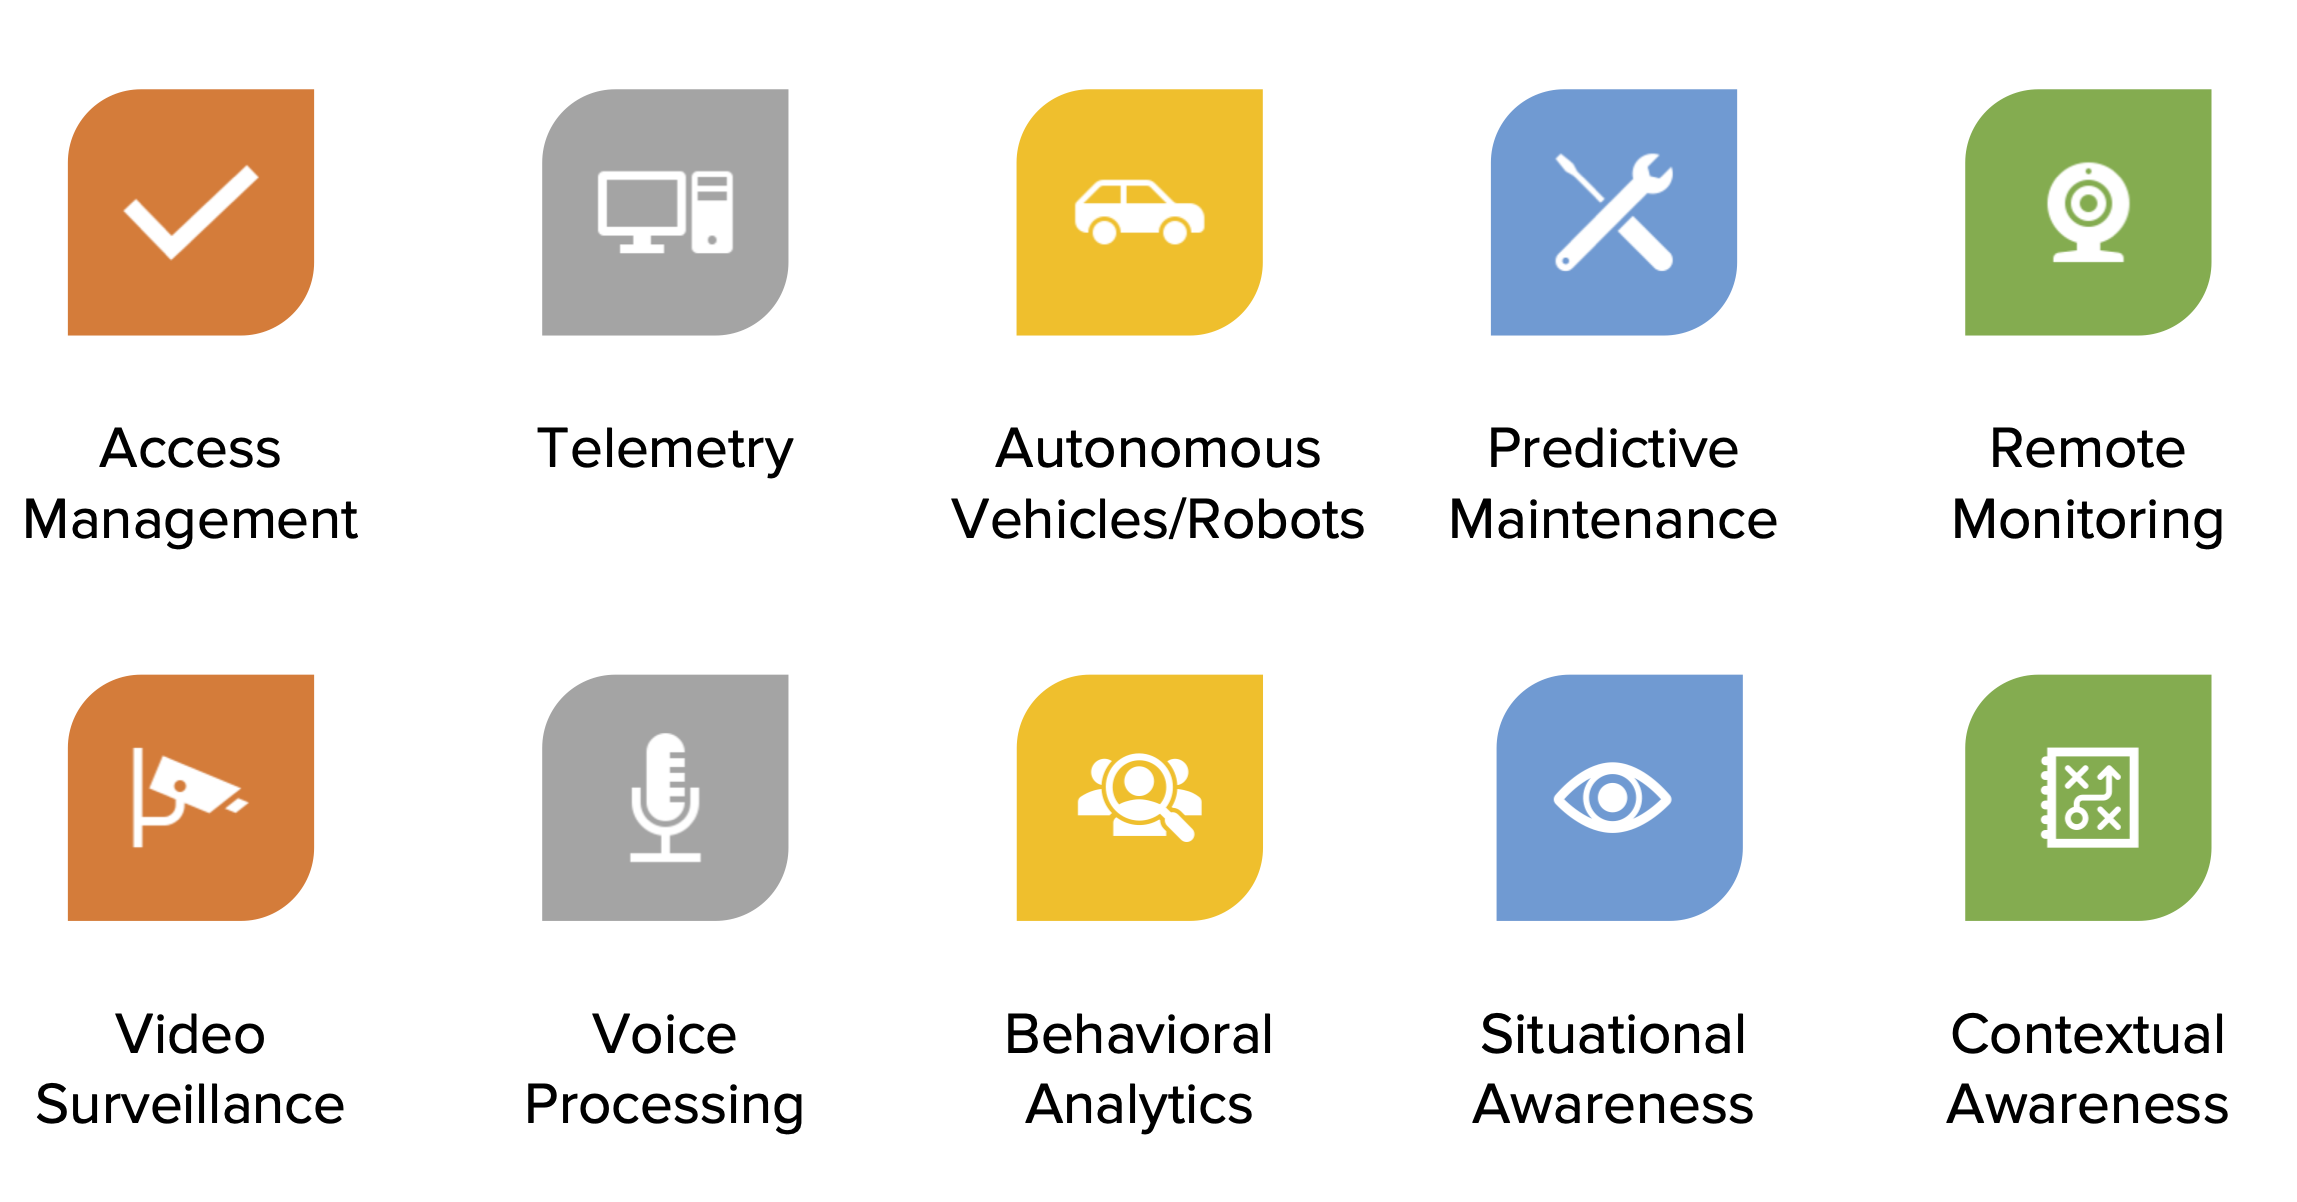 Access
Management
Telemetry
Autonomous
Vehicles/Robots
Predictive
Maintenance
Remote
Monitoring
Video
Surveillance
Voice
Processing
Behavioral
Analytics
Situational
Awareness
Contextual
Awareness